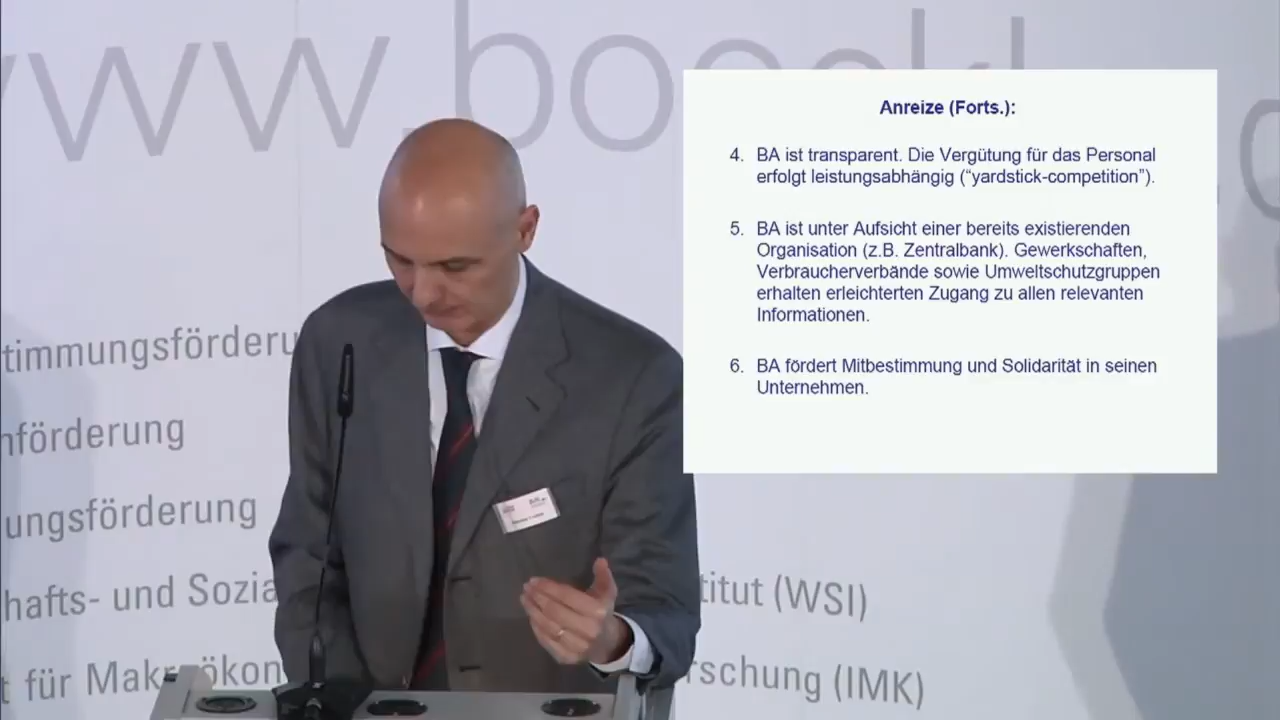 www.boeckl
Anreize (Forts.):
4. BA ist transparent. Die Vergütung für das Personal
erfolgt leistungsabhängig (“yardstick-competition”).
5. BA ist unter Aufsicht einer bereits existierenden
Organisation (z.B. Zentralbank). Gewerkschaften,
Verbraucherverbände sowie Umweltschutzgruppen
erhalten erleichterten Zugang zu allen relevanten
Informationen.
6. BA fördert Mitbestimmung und Solidarität in seinen
Unternehmen.
timmungsförderu
nförderung
ungsförderung
hafts- und Sozia titut (WSI)
t für Makroökon rschung (IMK)